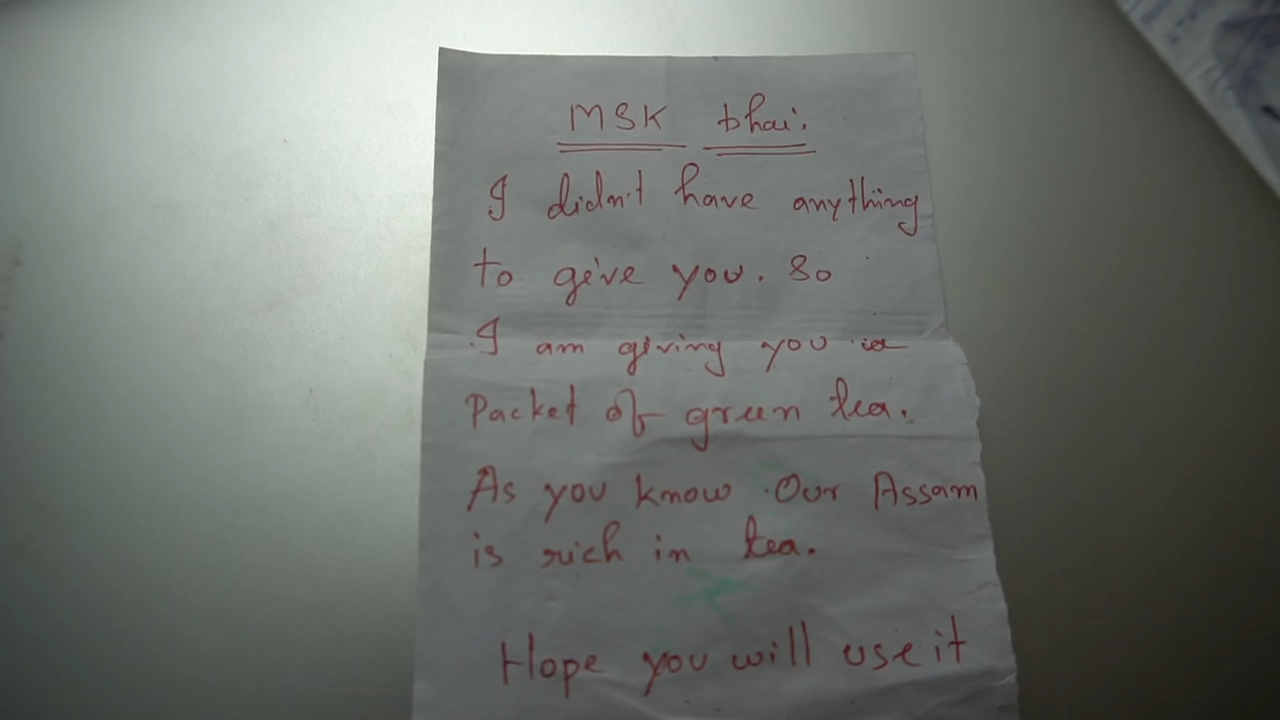 MSK bhai.
I didn't have anything
to give you. So
I am giving you a
Packet of green tea.
As you know Our Assam
is rich in tea.
Hope you will use it